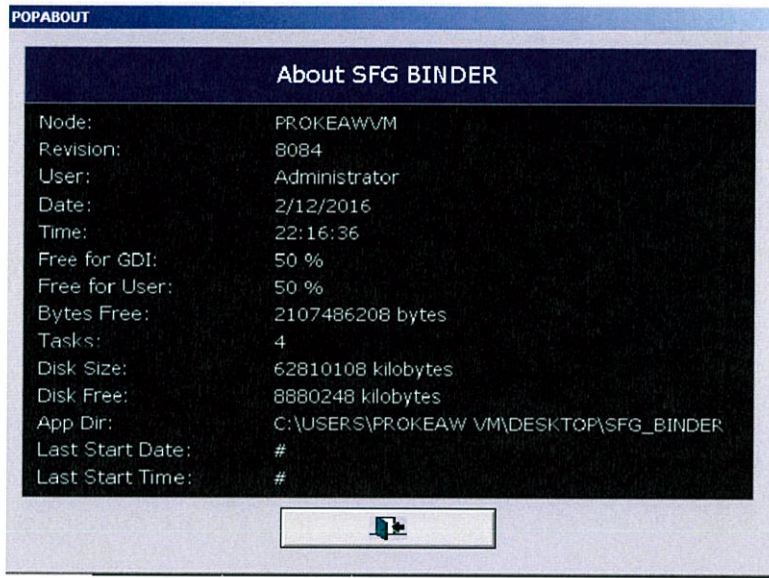 POPABOUT
About SFG BINDER
Node: PROKEAWVM
Revision: 8084
User: Administrator
Date: 2/12/2016
Time: 22:16:36
Free for GDI: 50 %
Free for User: 50 %
Bytes Free: 2107486208 bytes
Tasks: 4
Disk Size: 62810108 kilobytes
Disk Free: 8880248 kilobytes
App Dir: C:\USERS\PROKEAW VM\DESKTOP\SFG_BINDER
Last Start Date: #
Last Start Time: #